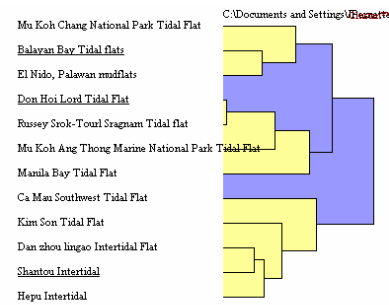 C:\Documents and Settings\
Mu Koh Chang National Park Tidal Flat
Balayan Bay Tidal flats
El Nido, Palawan mudflats
Don Hoi Lord Tidal Flat
Russey Srok-Tourl Sragnam Tidal flat
Mu Koh Ang Thong Marine National Park Tidal Flat
Manila Bay Tidal Flat
Ca Mau Southwest Tidal Flat
Kim Son Tidal Flat
Dan zhou lingao Intertidal Flat
Shantou Intertidal
Hepu Intertidal